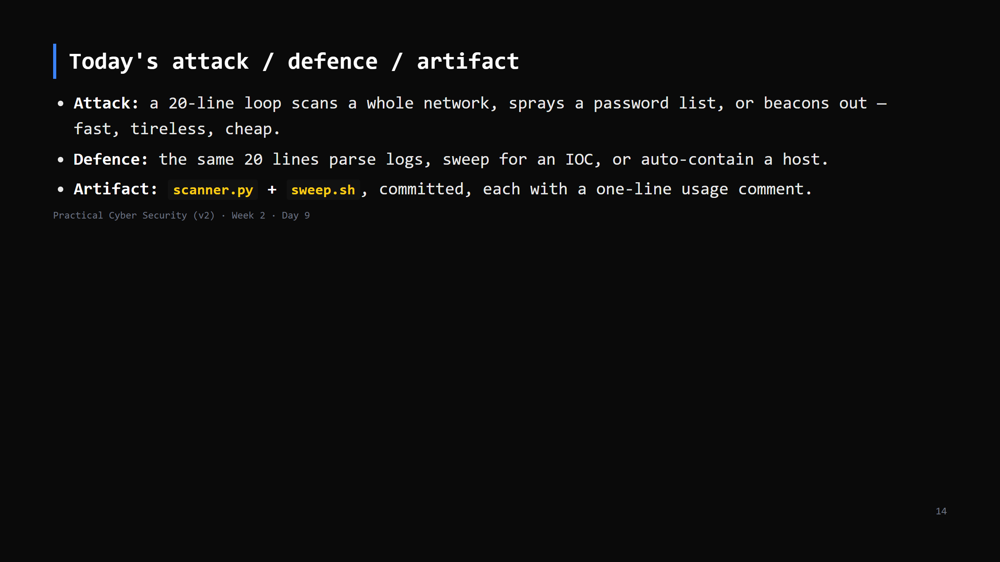 Today's attack / defence / artifact
• Attack: a 20-line loop scans a whole network, sprays a password list, or beacons out —
fast, tireless, cheap.
• Defence: the same 20 lines parse logs, sweep for an IOC, or auto-contain a host.
• Artifact: scanner.py + sweep.sh, committed, each with a one-line usage comment.
Practical Cyber Security (v2) · Week 2 · Day 9
14